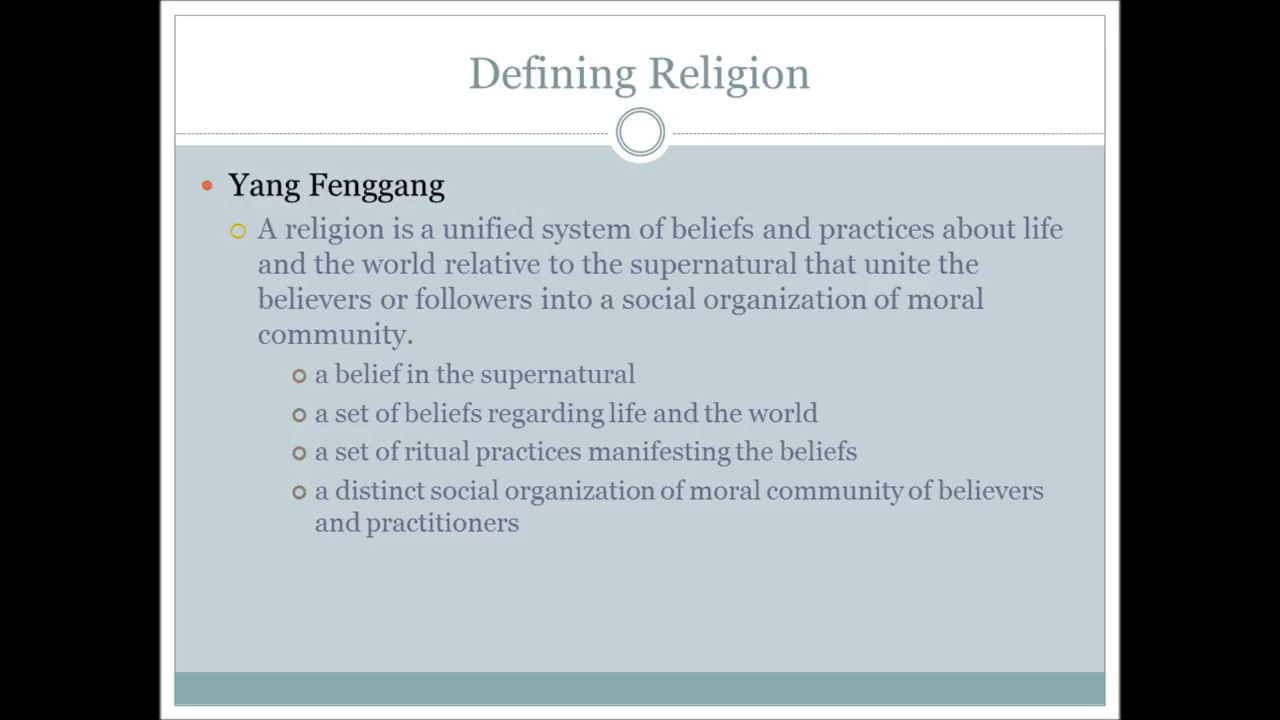 Defining Religion
Yang Fenggang
A religion is a unified system of beliefs and practices about life
and the world relative to the supernatural that unite the
believers or followers into a social organization of moral
community.
a belief in the supernatural
a set of beliefs regarding life and the world
a set of ritual practices manifesting the beliefs
a distinct social organization of moral community of believers
and practitioners